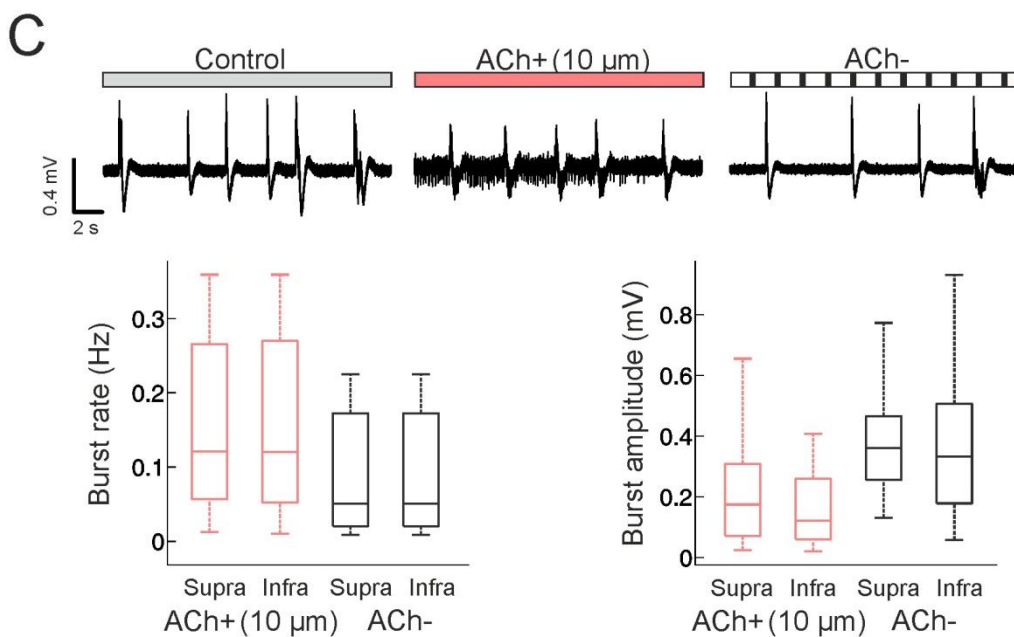 C
Control
ACh+ (10 µm)
ACh-
0.4 mV
2 s
Burst rate (Hz)
0.3
0.2
0.1
0
Supra Infra Supra Infra
ACh+ (10 µm) ACh-
Burst amplitude (mV)
0.8
0.6
0.4
0.2
0
Supra Infra Supra Infra
ACh+ (10 µm) ACh-